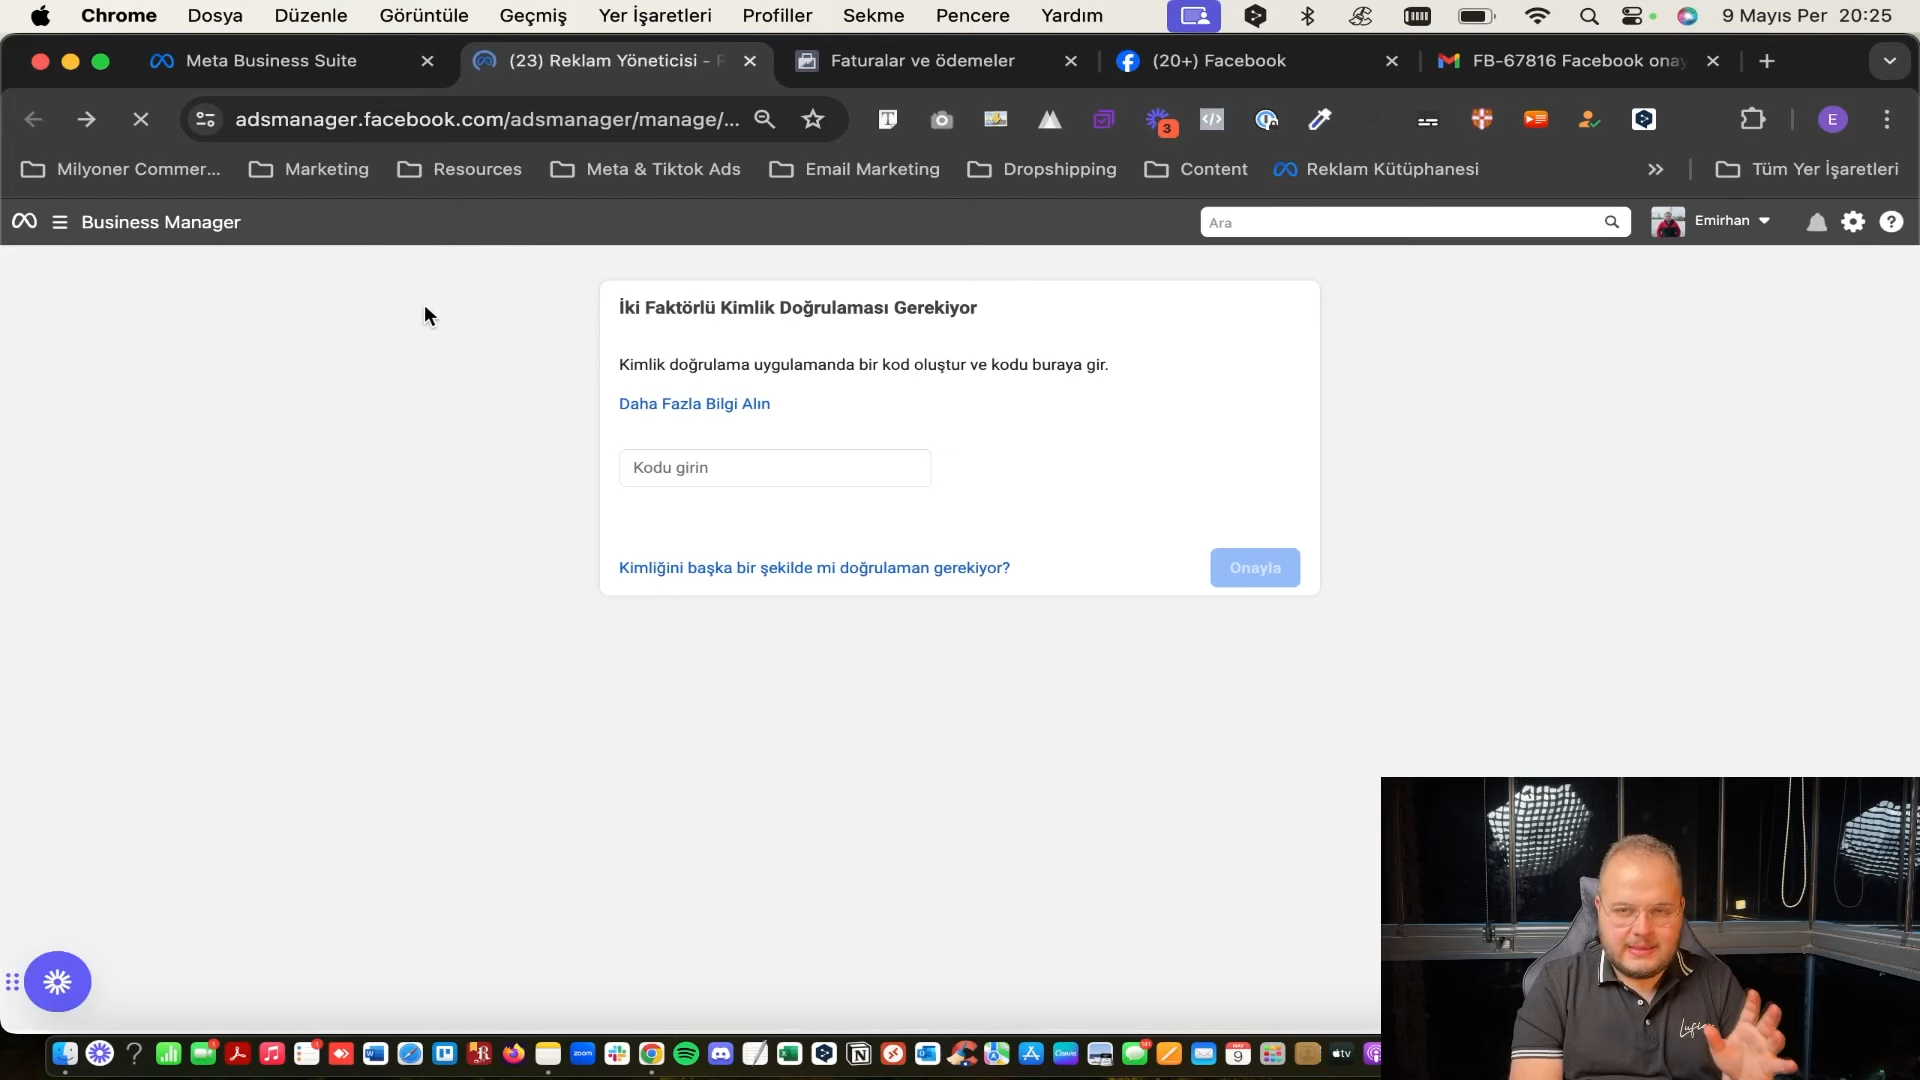 Chrome Dosya Düzenle Görüntüle Geçmiş Yer İşaretleri Profiller Sekme Pencere Yardım 9 Mayıs Per 20:25
Meta Business Suite (23) Reklam Yöneticisi - Faturalar ve ödemeler (20+) Facebook FB-67816 Facebook onay
adsmanager.facebook.com/adsmanager/manage/... 3 E
Milyoner Commer... Marketing Resources Meta & Tiktok Ads Email Marketing Dropshipping Content Reklam Kütüphanesi Tüm Yer İşaretleri
Business Manager Ara Emirhan
İki Faktörlü Kimlik Doğrulaması Gerekiyor
Kimlik doğrulama uygulamanda bir kod oluştur ve kodu buraya gir.
Daha Fazla Bilgi Alın
Kodu girin
Kimliğini başka bir şekilde mi doğrulaman gerekiyor? Onayla